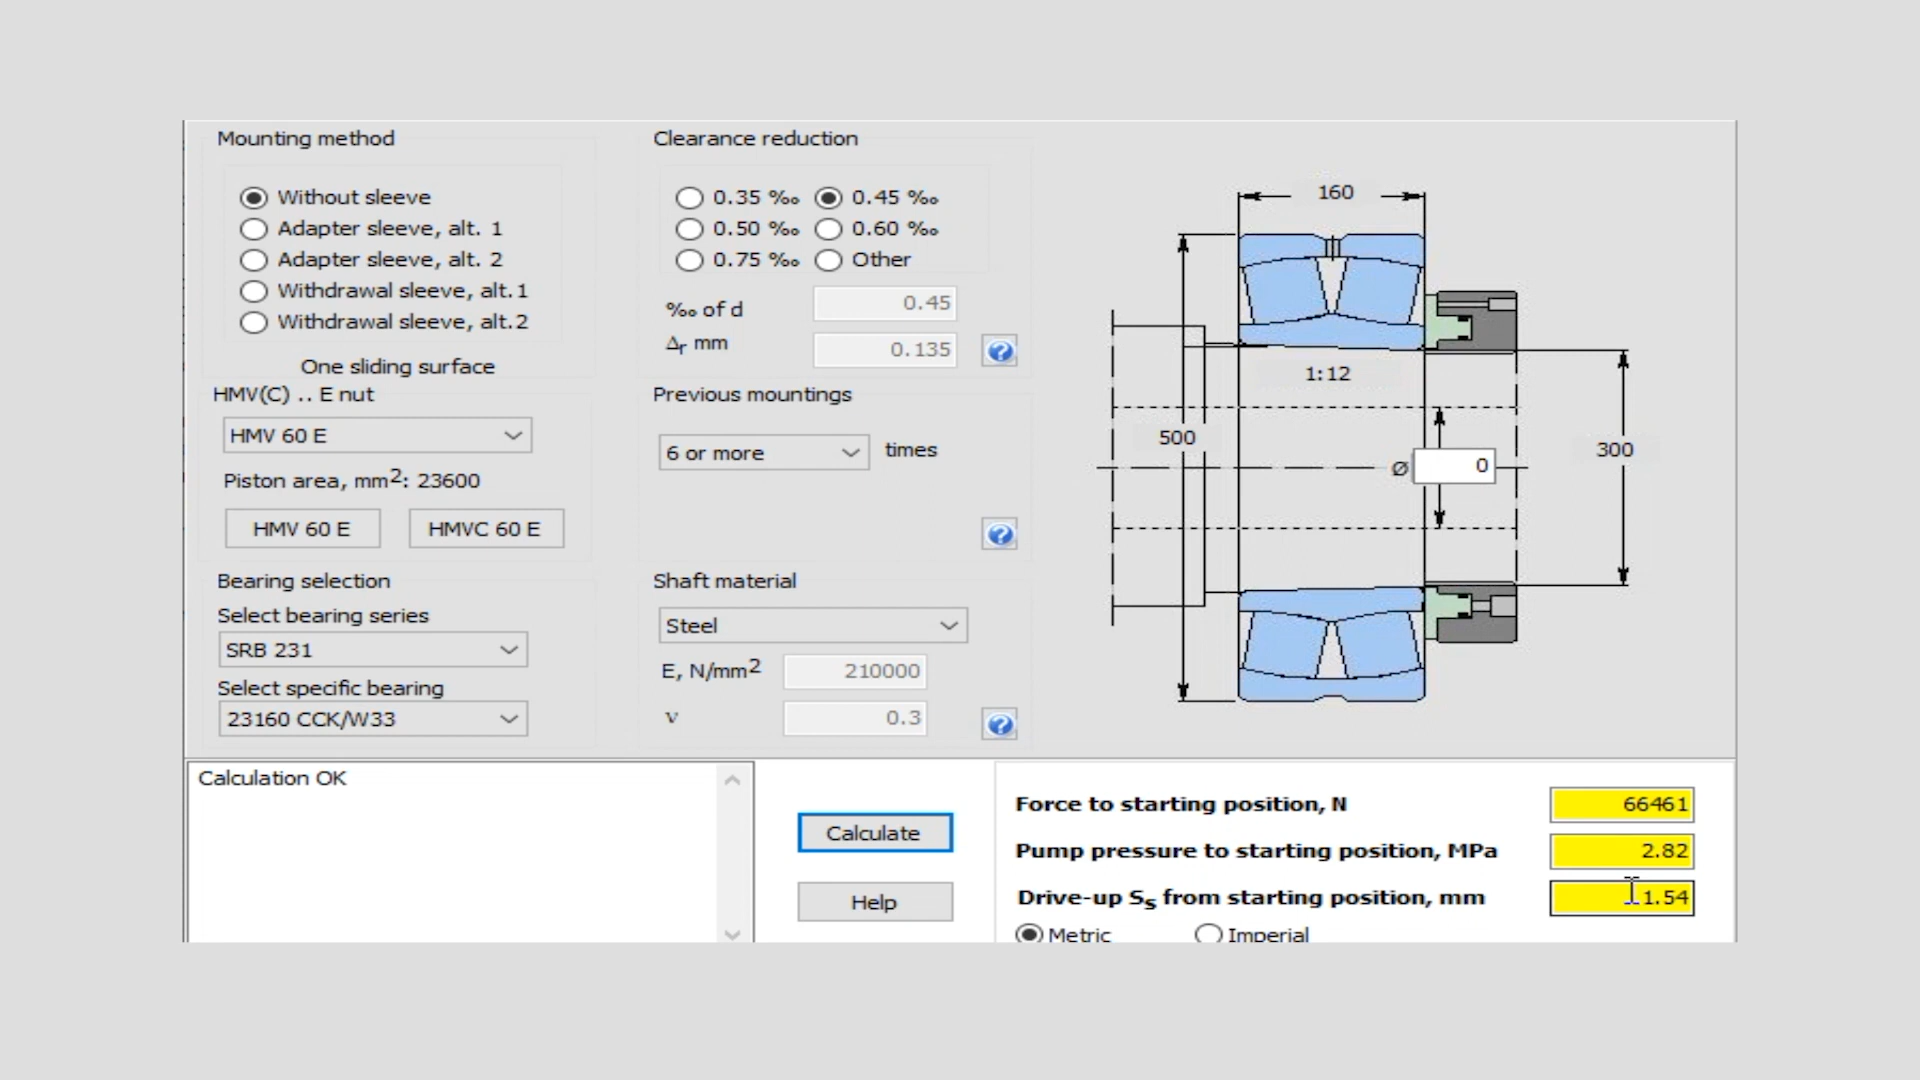 Mounting method
Without sleeve
Adapter sleeve, alt. 1
Adapter sleeve, alt. 2
Withdrawal sleeve, alt.1
Withdrawal sleeve, alt.2
One sliding surface
HMV(C) .. E nut
HMV 60 E
Piston area, mm2: 23600
HMV 60 E
HMVC 60 E
Bearing selection
Select bearing series
SRB 231
Select specific bearing
23160 CCK/W33
Clearance reduction
0.35 ‰ 0.45 ‰
0.50 ‰ 0.60 ‰
0.75 ‰ Other
‰ of d 0.45
Δr mm 0.135
?
Previous mountings
6 or more times
?
Shaft material
Steel
E, N/mm2 210000
ν 0.3
?
160
1:12
500
Ø 0
300
Calculation OK
Calculate
Help
Force to starting position, N 66461
Pump pressure to starting position, MPa 2.82
Drive-up Ss from starting position, mm 1.54
Metric Imperial